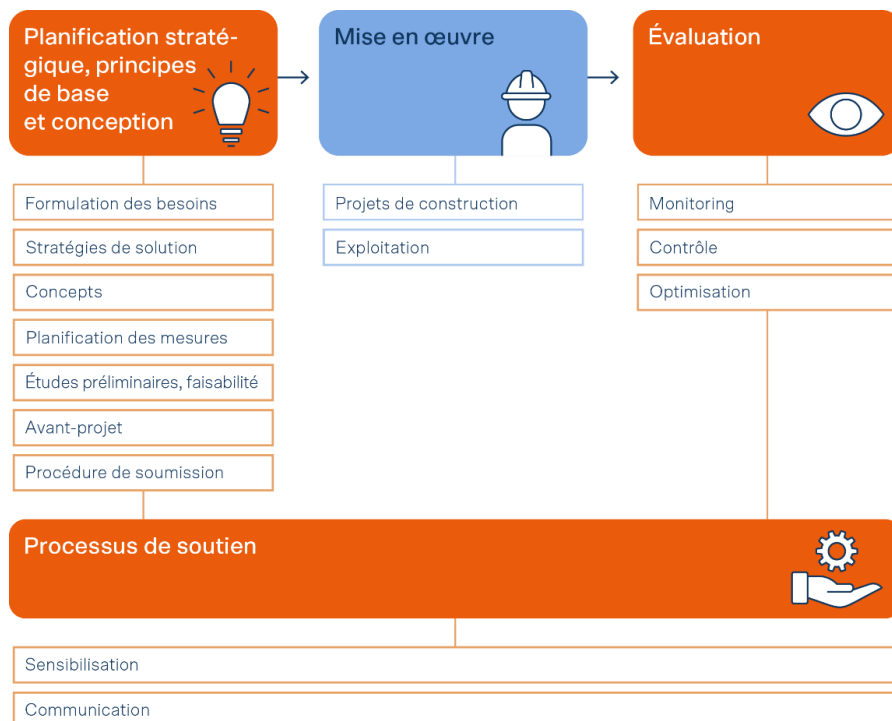 Planification straté-
gique, principes
de base
et conception
Formulation des besoins
Stratégies de solution
Concepts
Planification des mesures
Études préliminaires, faisabilité
Avant-projet
Procédure de soumission
Mise en œuvre
Projets de construction
Exploitation
Évaluation
Monitoring
Contrôle
Optimisation
Processus de soutien
Sensibilisation
Communication